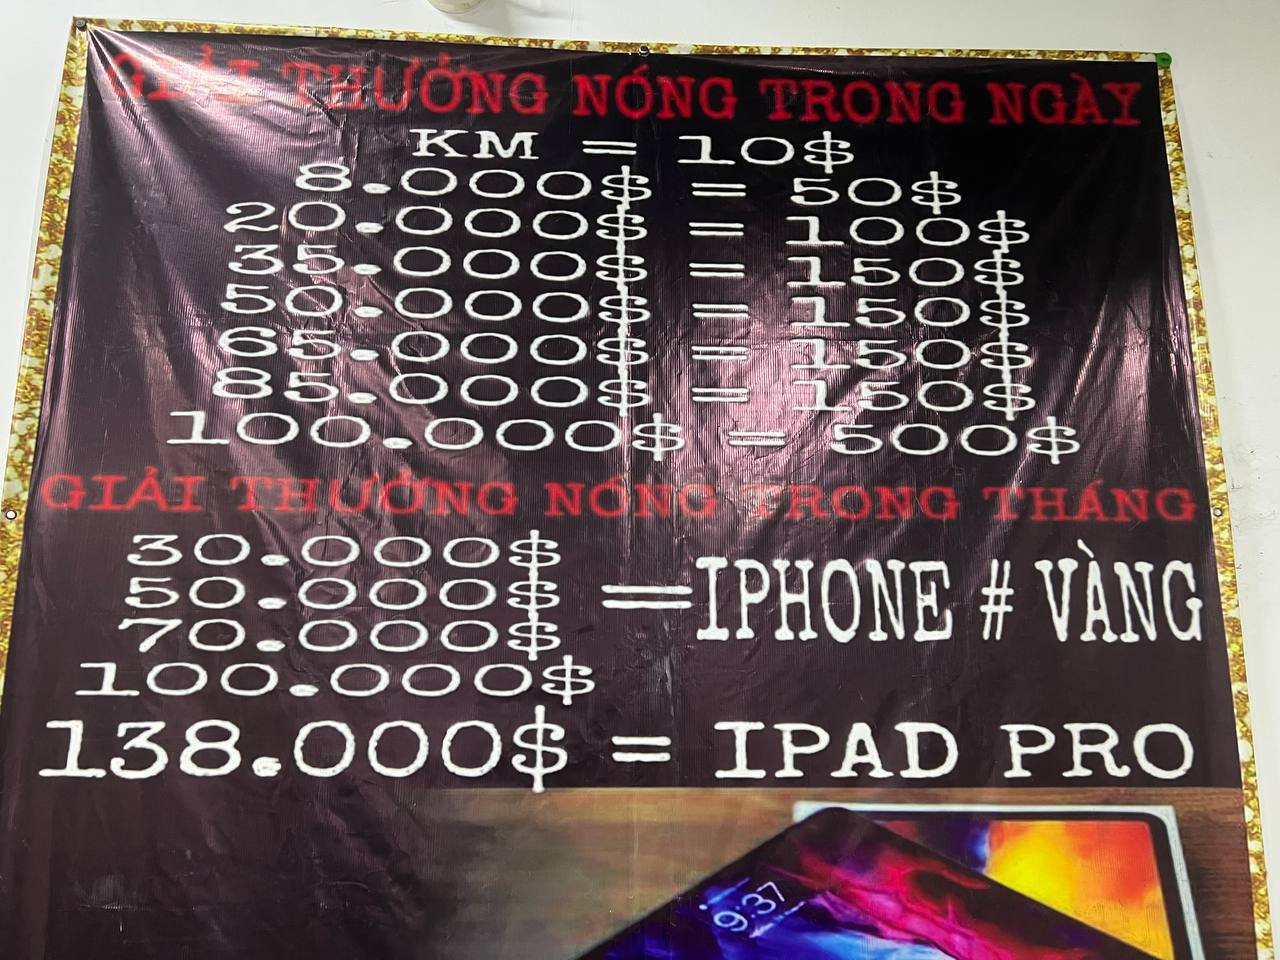 GIẢI THƯỞNG NÓNG TRONG NGÀY
KM = 10$
8.000$ = 50$
20.000$ = 100$
35.000$ = 150$
50.000$ = 150$
65.000$ = 150$
85.000$ = 150$
100.000$ = 500$
GIẢI THƯỞNG NÓNG TRONG THÁNG
30.000$
50.000$
70.000$
100.000$
=IPHONE # VÀNG
138.000$ = IPAD PRO
9:37